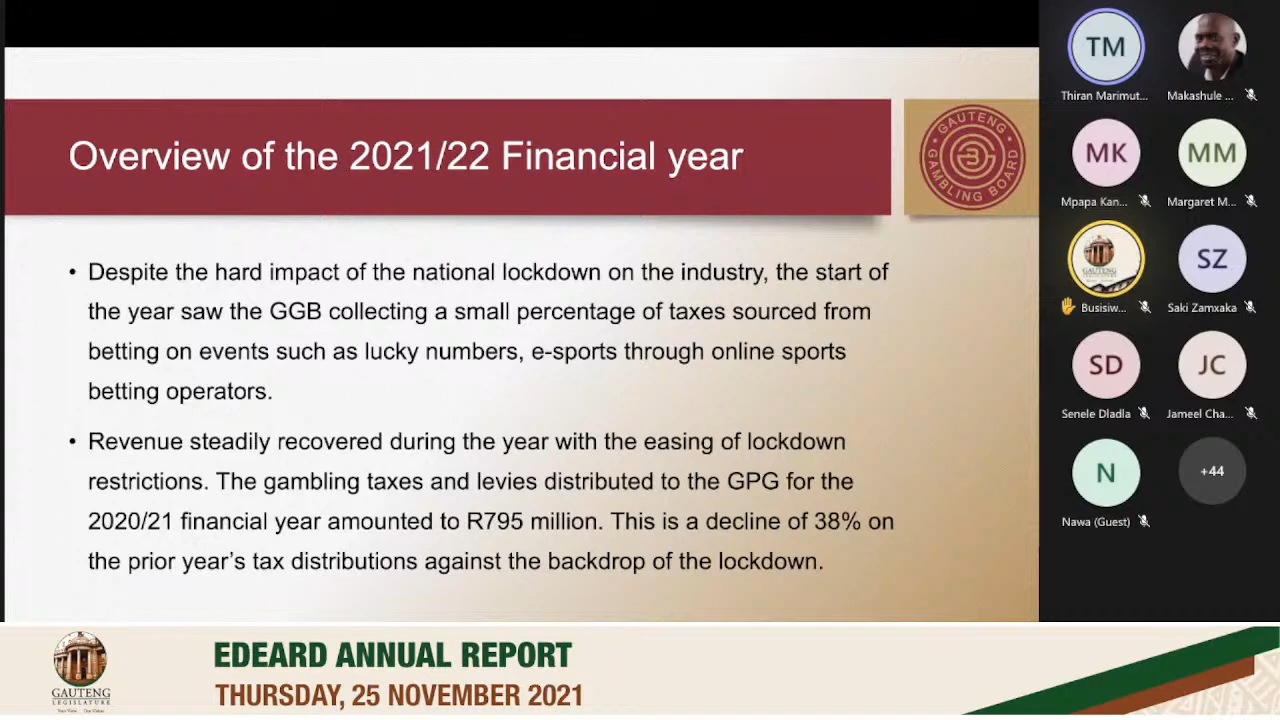 Overview of the 2021/22 Financial year
GAUTENG
GAMBLING BOARD
• Despite the hard impact of the national lockdown on the industry, the start of
the year saw the GGB collecting a small percentage of taxes sourced from
betting on events such as lucky numbers, e-sports through online sports
betting operators.
• Revenue steadily recovered during the year with the easing of lockdown
restrictions. The gambling taxes and levies distributed to the GPG for the
2020/21 financial year amounted to R795 million. This is a decline of 38% on
the prior year’s tax distributions against the backdrop of the lockdown.
TM
Thiran Marimut...
Makashule ...
MK
MM
Mpapa Kan...
Margaret M...
GAUTENG
SZ
Busisiw...
Saki Zamxaka
SD
JC
Senele Dladla
Jameel Cha...
N
+44
Nawa (Guest)
GAUTENG
LEGISLATURE
EDEARD ANNUAL REPORT
THURSDAY, 25 NOVEMBER 2021